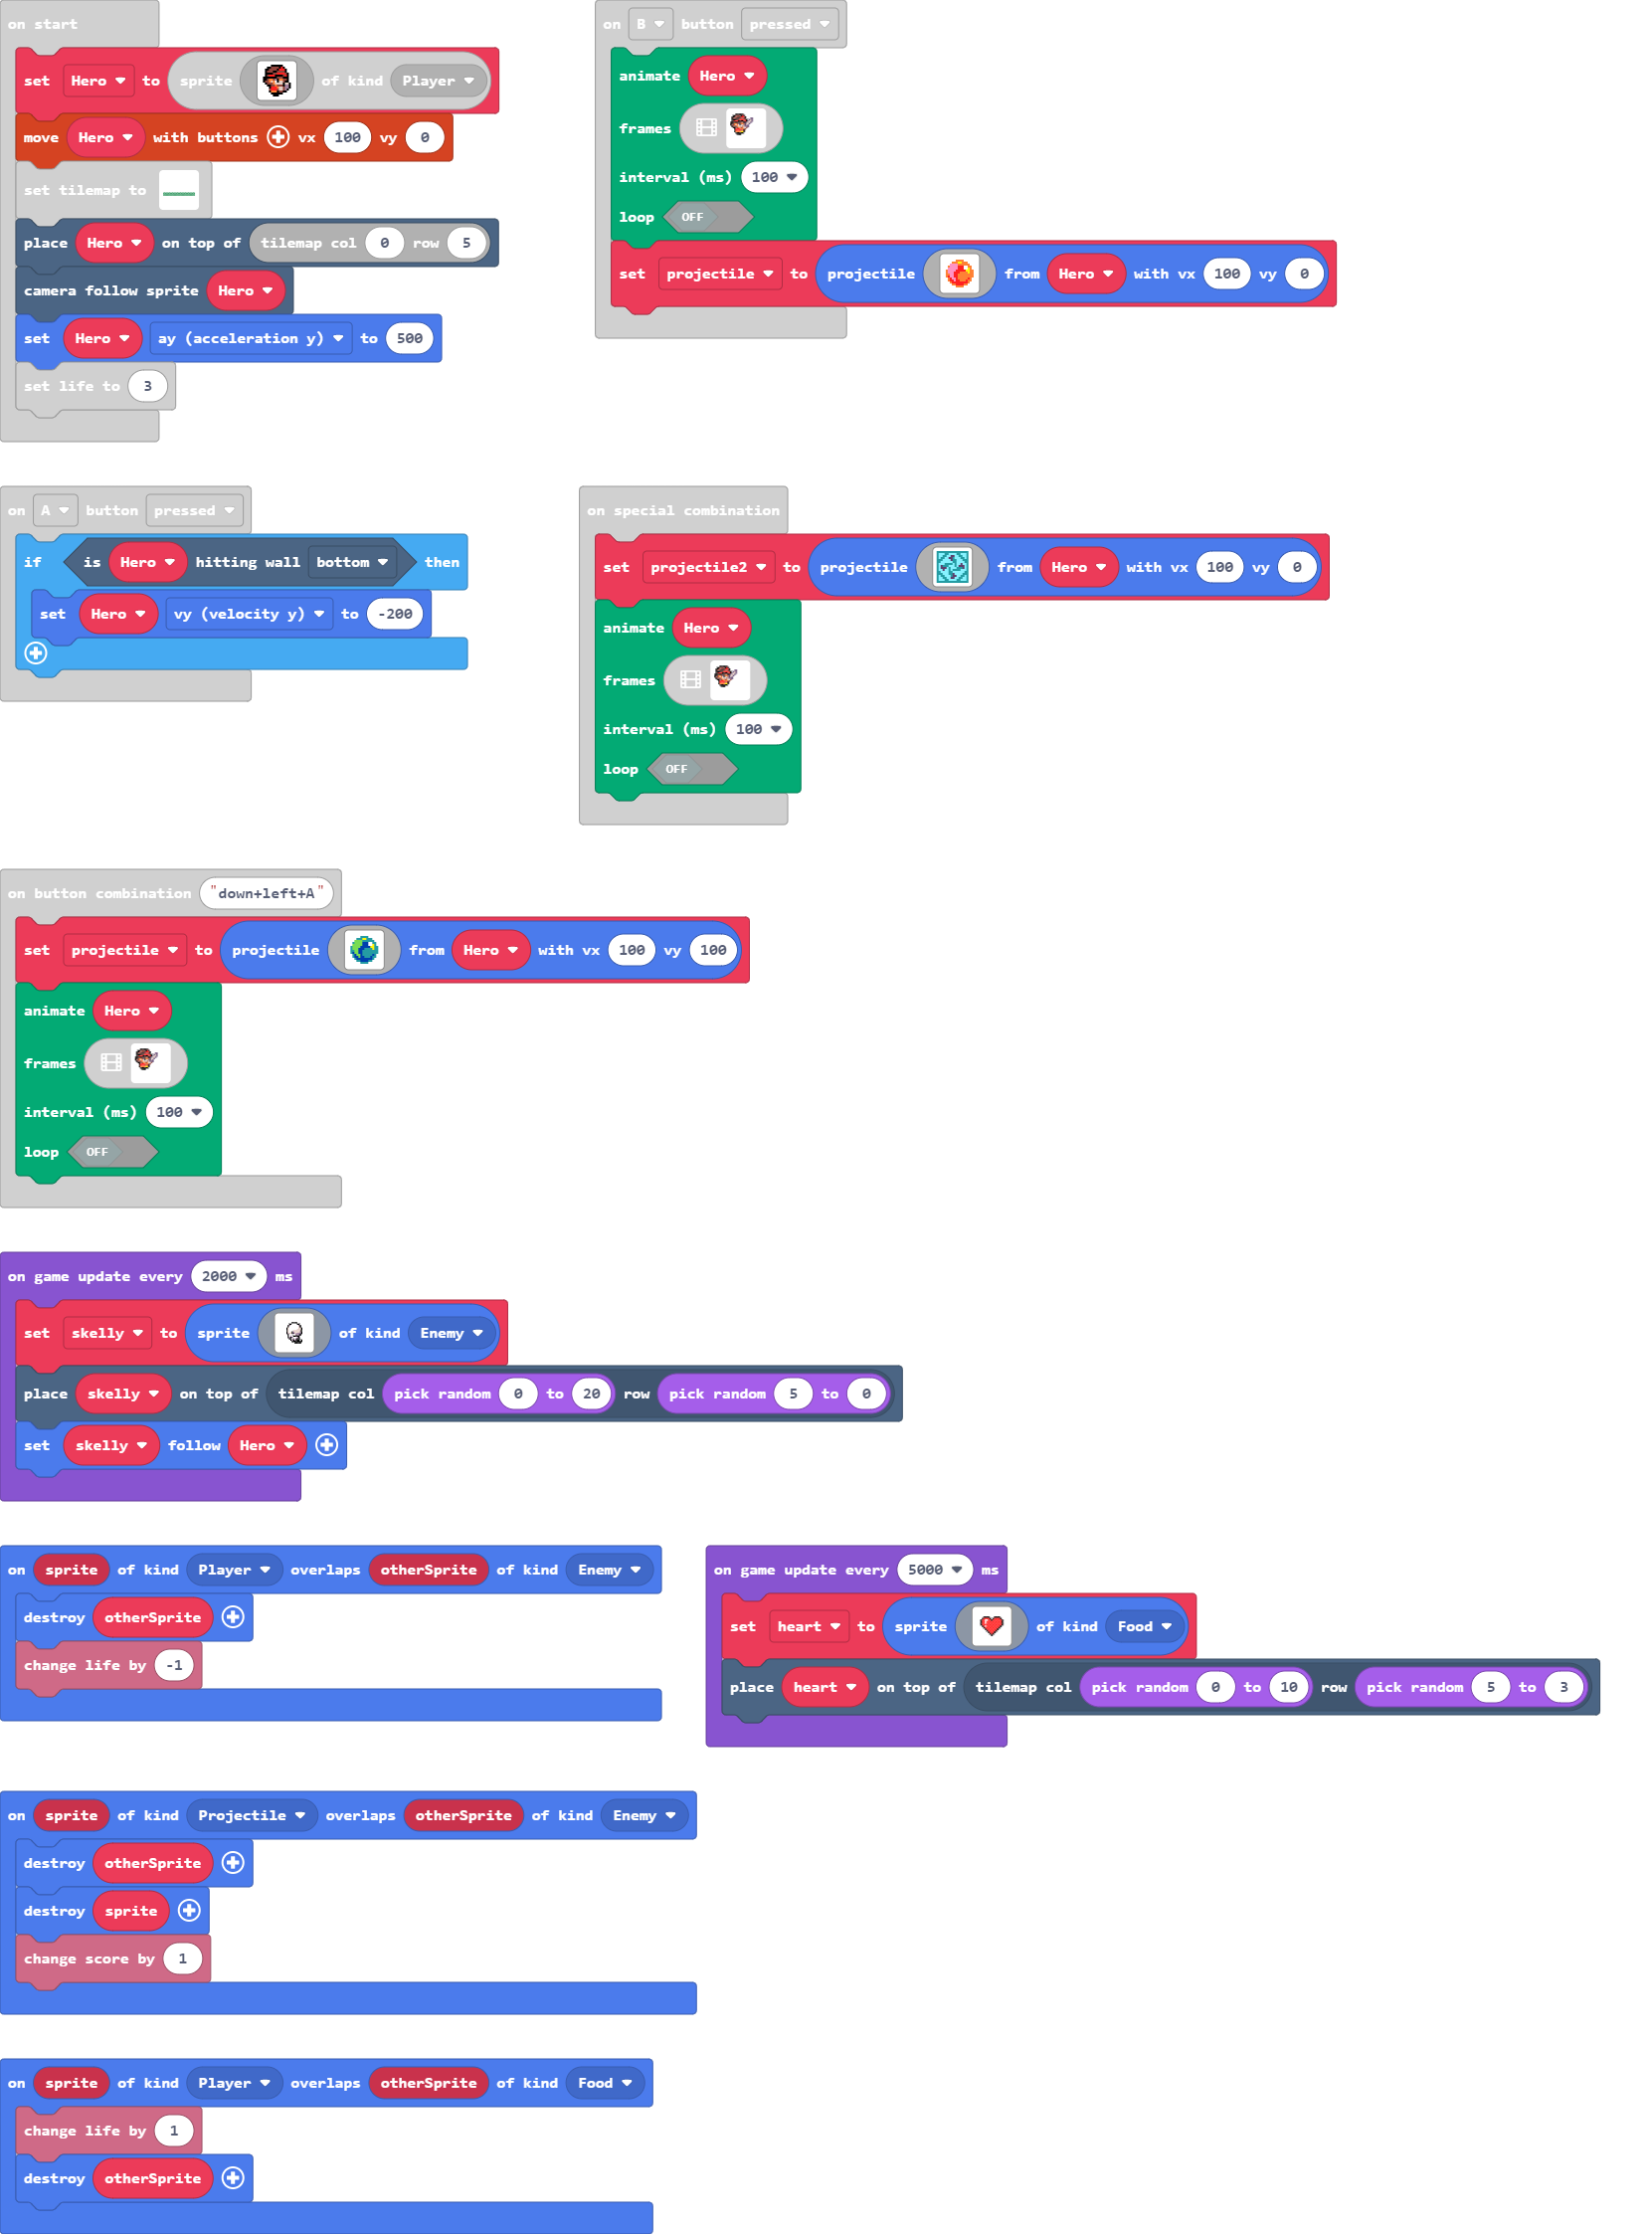 on start
set Hero to sprite of kind Player
move Hero with buttons vx 100 vy 0
set tilemap to
place Hero on top of tilemap col 0 row 5
camera follow sprite Hero
set Hero ay (acceleration y) to 500
set life to 3
on B button pressed
animate Hero
frames
interval (ms) 100
loop OFF
set projectile to projectile from Hero with vx 100 vy 0
on A button pressed
if is Hero hitting wall bottom then
set Hero vy (velocity y) to -200
on special combination
set projectile2 to projectile from Hero with vx 100 vy 0
animate Hero
frames
interval (ms) 100
loop OFF
on button combination "down+left+A"
set projectile to projectile from Hero with vx 100 vy 100
animate Hero
frames
interval (ms) 100
loop OFF
on game update every 2000 ms
set skelly to sprite of kind Enemy
place skelly on top of tilemap col pick random 0 to 20 row pick random 5 to 0
set skelly follow Hero
on sprite of kind Player overlaps otherSprite of kind Enemy
destroy otherSprite
change life by -1
on game update every 5000 ms
set heart to sprite of kind Food
place heart on top of tilemap col pick random 0 to 10 row pick random 5 to 3
on sprite of kind Projectile overlaps otherSprite of kind Enemy
destroy otherSprite
destroy sprite
change score by 1
on sprite of kind Player overlaps otherSprite of kind Food
change life by 1
destroy otherSprite